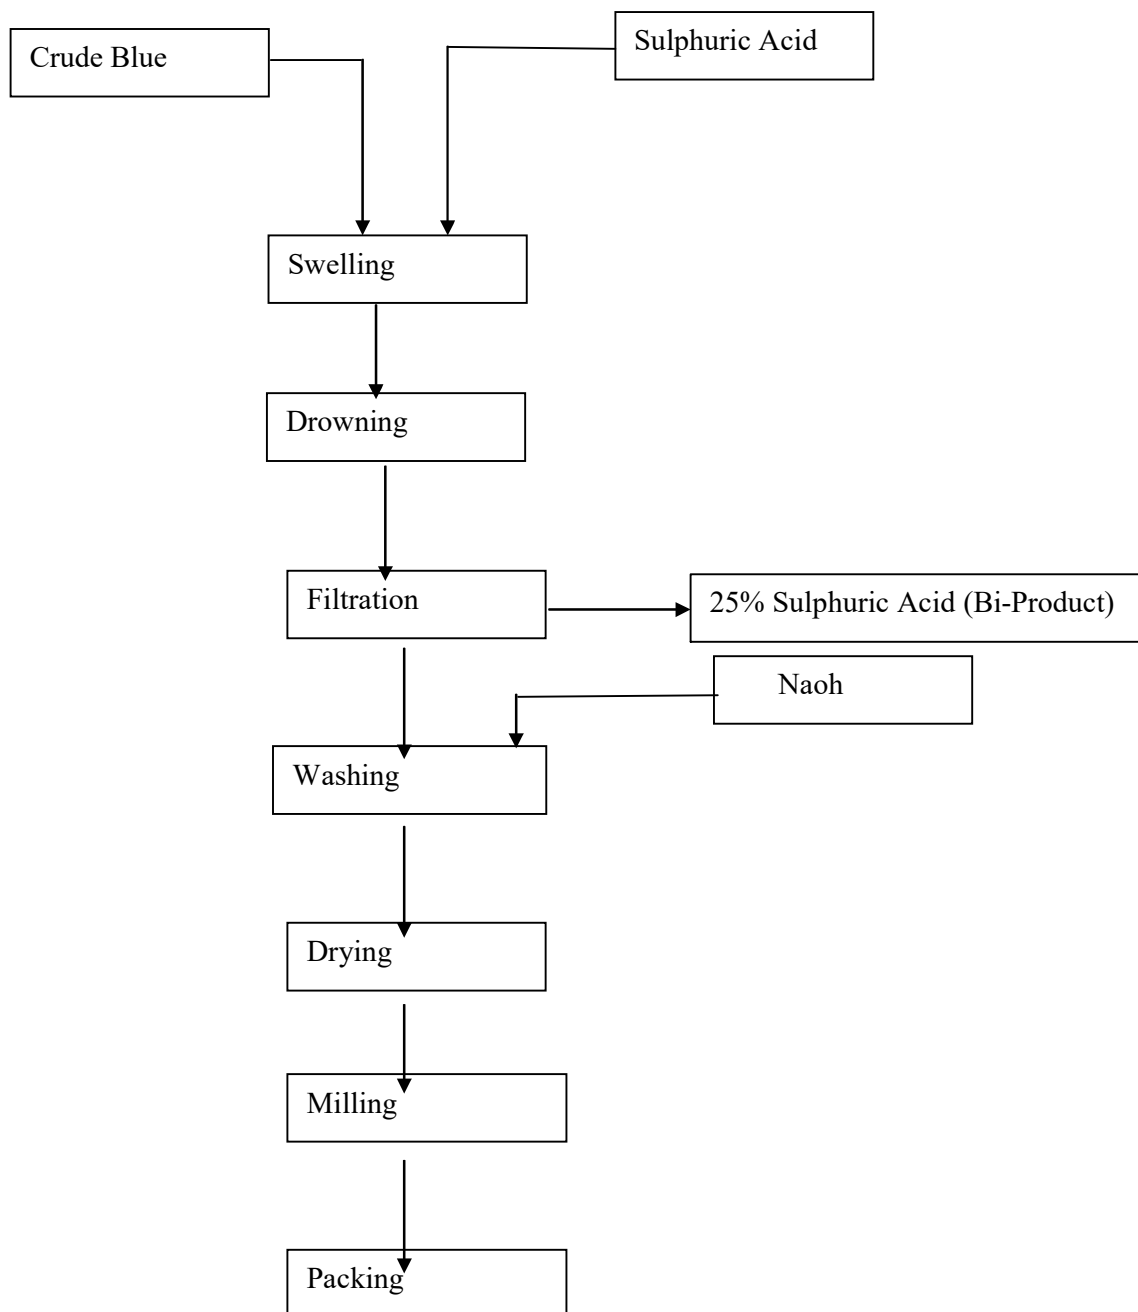 Crude Blue
Sulphuric Acid
Swelling
Drowning
Filtration
25% Sulphuric Acid (Bi-Product)
Naoh
Washing
Drying
Milling
Packing